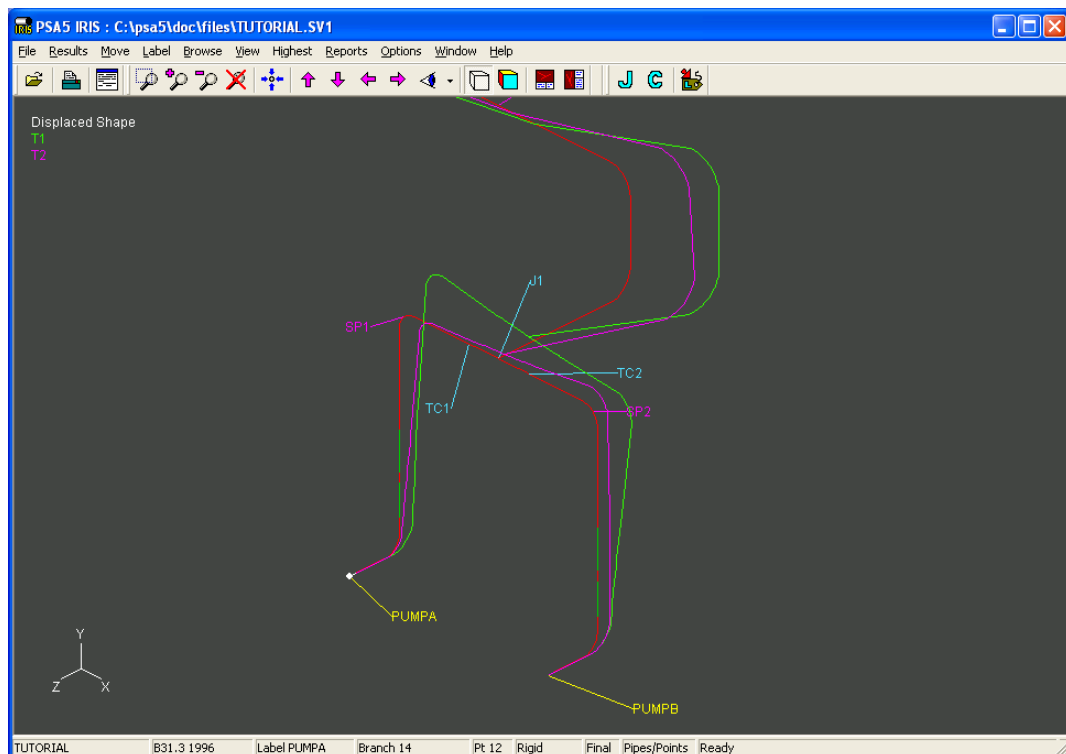 IRIS PSA5 IRIS : C:\psa5\doc\files\TUTORIAL.SV1
File Results Move Label Browse View Highest Reports Options Window Help
J C
Displaced Shape
T1
T2
J1
SP1
TC2
TC1
SP2
PUMPA
Y
Z X
PUMPB
TUTORIAL B31.3 1996 Label PUMPA Branch 14 Pt 12 Rigid Final Pipes/Points Ready